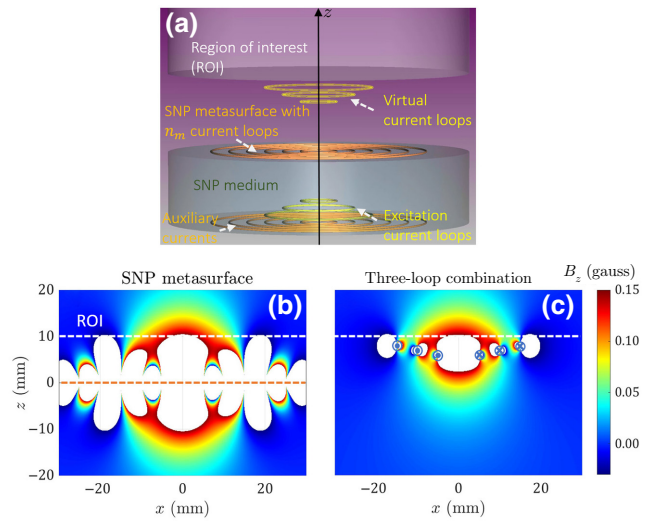 (a)
z
Region of interest
(ROI)
Virtual
current loops
SNP metasurface with
n_m current loops
SNP medium
Auxiliary
currents
Excitation
current loops
SNP metasurface
Three-loop combination
B_z (gauss)
(b)
(c)
ROI
20
10
0
−10
−20
z (mm)
−20 0 20
x (mm)
−20 0 20
x (mm)
0.15
0.10
0.05
0.00